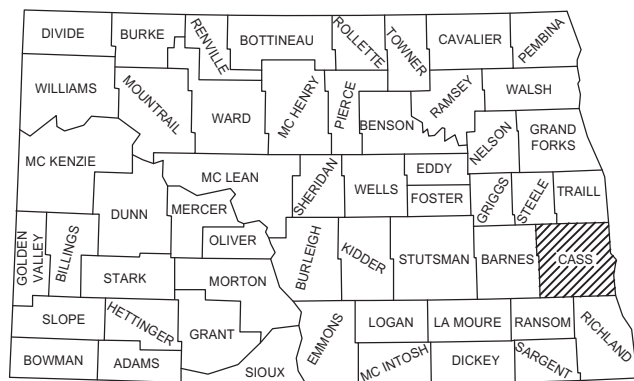 DIVIDE
BURKE
RENVILLE
BOTTINEAU
ROLLETTE
TOWNER
CAVALIER
PEMBINA
WILLIAMS
MOUNTRAIL
WARD
MC HENRY
PIERCE
BENSON
RAMSEY
WALSH
NELSON
GRAND
FORKS
MC KENZIE
MC LEAN
SHERIDAN
WELLS
EDDY
FOSTER
GRIGGS
STEELE
TRAILL
DUNN
MERCER
OLIVER
GOLDEN
VALLEY
BILLINGS
STARK
MORTON
BURLEIGH
KIDDER
STUTSMAN
BARNES
CASS
SLOPE
HETTINGER
GRANT
EMMONS
LOGAN
LA MOURE
RANSOM
RICHLAND
BOWMAN
ADAMS
SIOUX
MC INTOSH
DICKEY
SARGENT